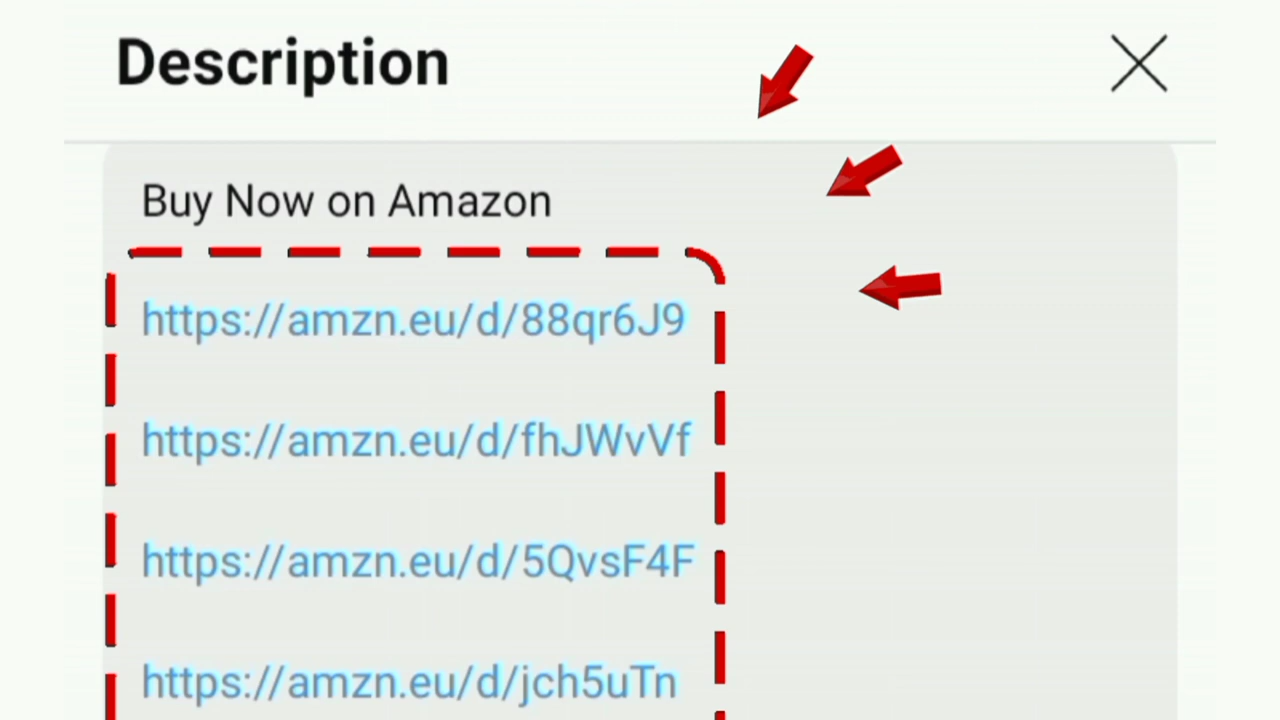 Description
Buy Now on Amazon
https://amzn.eu/d/88qr6J9
https://amzn.eu/d/fhJWvVf
https://amzn.eu/d/5QvsF4F
https://amzn.eu/d/jch5uTn